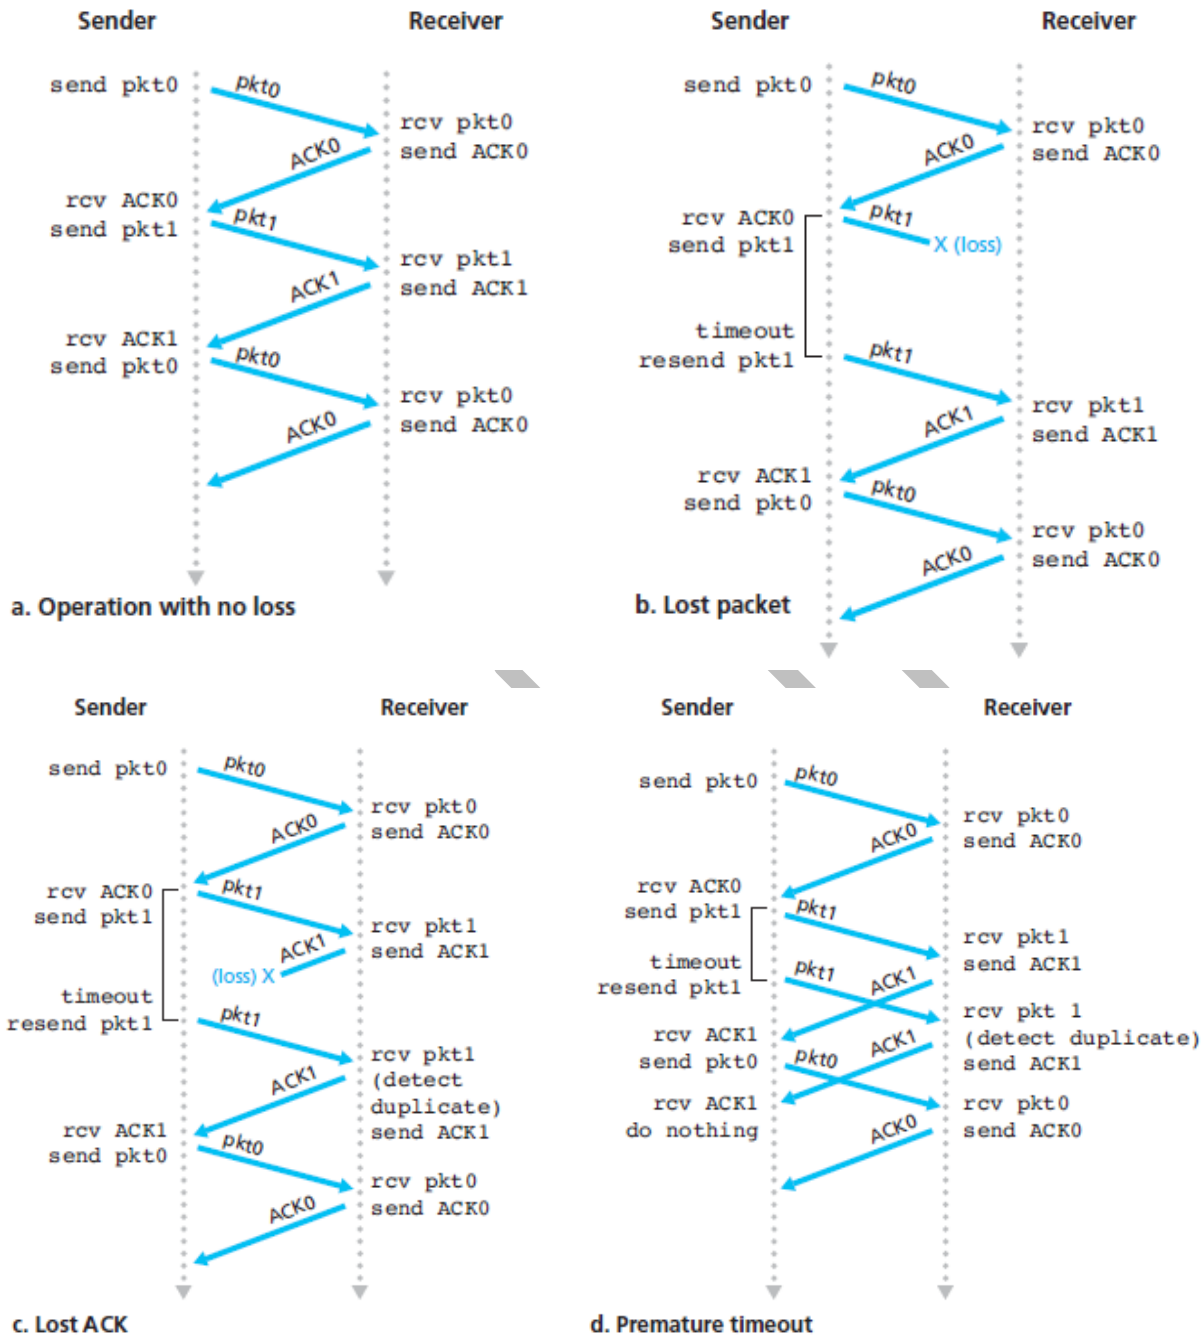 Sender
Receiver
send pkt0
pkt0
rcv pkt0
send ACK0
ACK0
rcv ACK0
send pkt1
pkt1
rcv pkt1
send ACK1
ACK1
rcv ACK1
send pkt0
pkt0
rcv pkt0
send ACK0
ACK0
a. Operation with no loss
Sender
Receiver
send pkt0
pkt0
rcv pkt0
send ACK0
ACK0
rcv ACK0
send pkt1
pkt1
X (loss)
timeout
resend pkt1
pkt1
rcv pkt1
send ACK1
ACK1
rcv ACK1
send pkt0
pkt0
rcv pkt0
send ACK0
ACK0
b. Lost packet
Sender
Receiver
send pkt0
pkt0
rcv pkt0
send ACK0
ACK0
rcv ACK0
send pkt1
pkt1
rcv pkt1
send ACK1
ACK1
(loss) X
timeout
resend pkt1
pkt1
rcv pkt1
(detect
duplicate)
send ACK1
ACK1
rcv ACK1
send pkt0
pkt0
rcv pkt0
send ACK0
ACK0
c. Lost ACK
Sender
Receiver
send pkt0
pkt0
rcv pkt0
send ACK0
ACK0
rcv ACK0
send pkt1
pkt1
rcv pkt1
send ACK1
ACK1
timeout
resend pkt1
pkt1
rcv pkt 1
(detect duplicate)
send ACK1
ACK1
rcv ACK1
send pkt0
pkt0
rcv ACK1
do nothing
rcv pkt0
send ACK0
ACK0
d. Premature timeout